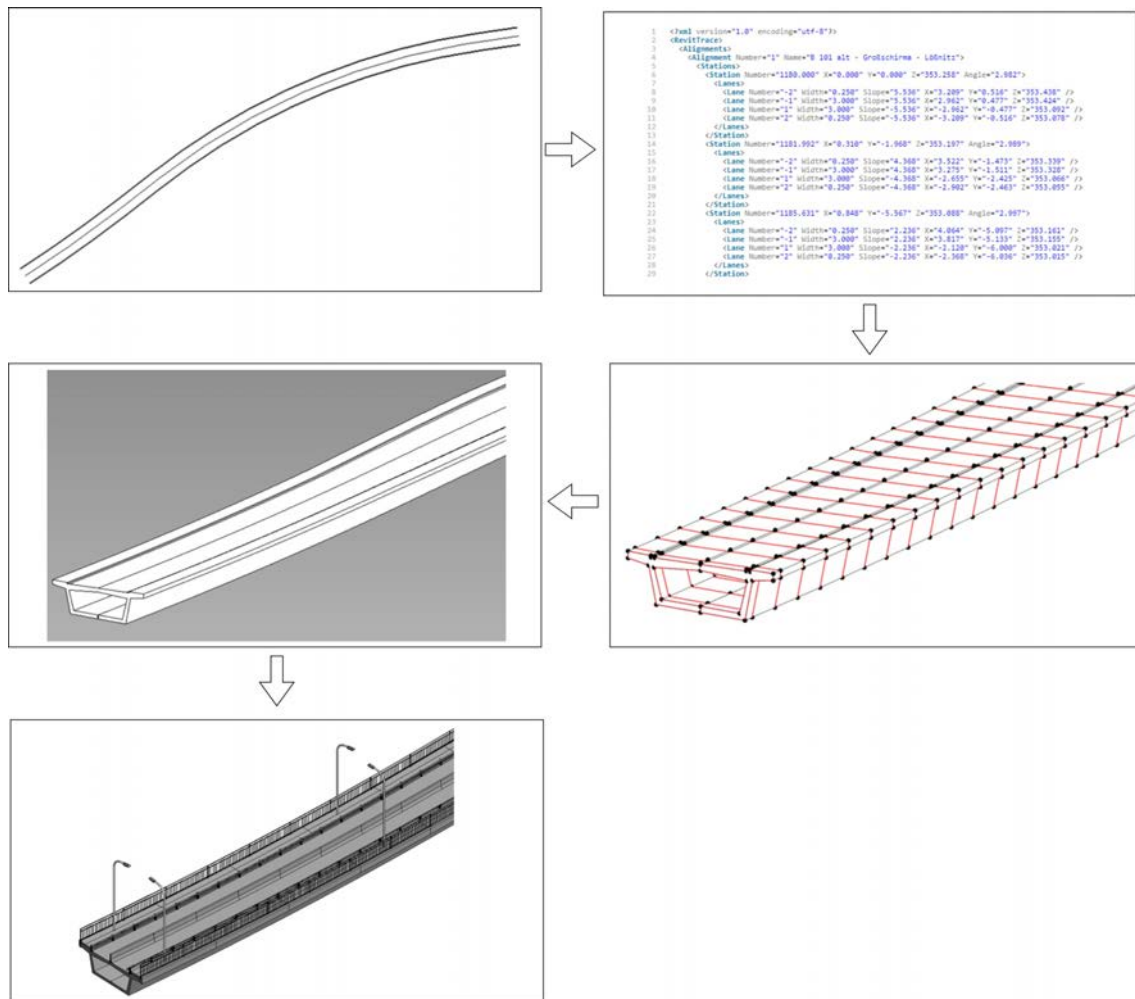 1 <?xml version="1.0" encoding="utf-8"?>
2 <RevitTrace>
3 <Alignments>
4 <Alignment Number="1" Name="B 101 alt - Großschirma - Lößnitz">
5 <Stations>
6 <Station Number="1180.000" X="0.000" Y="0.000" Z="353.258" Angle="2.982">
7 <Lanes>
8 <Lane Number="-2" Width="0.250" Slope="5.536" X="3.209" Y="0.516" Z="353.438" />
9 <Lane Number="-1" Width="3.000" Slope="5.536" X="2.962" Y="0.477" Z="353.424" />
10 <Lane Number="1" Width="3.000" Slope="-5.536" X="-2.962" Y="-0.477" Z="353.092" />
11 <Lane Number="2" Width="0.250" Slope="-5.536" X="-3.209" Y="-0.516" Z="353.078" />
12 </Lanes>
13 </Station>
14 <Station Number="1181.992" X="0.310" Y="-1.968" Z="353.197" Angle="2.989">
15 <Lanes>
16 <Lane Number="-2" Width="0.250" Slope="4.368" X="3.522" Y="-1.473" Z="353.339" />
17 <Lane Number="-1" Width="3.000" Slope="4.368" X="3.275" Y="-1.511" Z="353.328" />
18 <Lane Number="1" Width="3.000" Slope="-4.368" X="-2.655" Y="-2.425" Z="353.066" />
19 <Lane Number="2" Width="0.250" Slope="-4.368" X="-2.902" Y="-2.463" Z="353.055" />
20 </Lanes>
21 </Station>
22 <Station Number="1185.631" X="0.848" Y="-5.567" Z="353.088" Angle="2.997">
23 <Lanes>
24 <Lane Number="-2" Width="0.250" Slope="2.236" X="4.064" Y="-5.097" Z="353.161" />
25 <Lane Number="-1" Width="3.000" Slope="2.236" X="3.817" Y="-5.133" Z="353.155" />
26 <Lane Number="1" Width="3.000" Slope="-2.236" X="-2.120" Y="-6.000" Z="353.021" />
27 <Lane Number="2" Width="0.250" Slope="-2.236" X="-2.368" Y="-6.036" Z="353.015" />
28 </Lanes>
29 </Station>